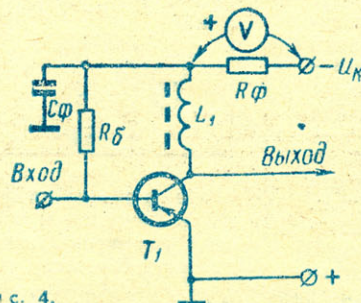 + V
− Uк
Rф
Cф
Rб
L₁
Выход
Вход
T₁
+
с. 4.